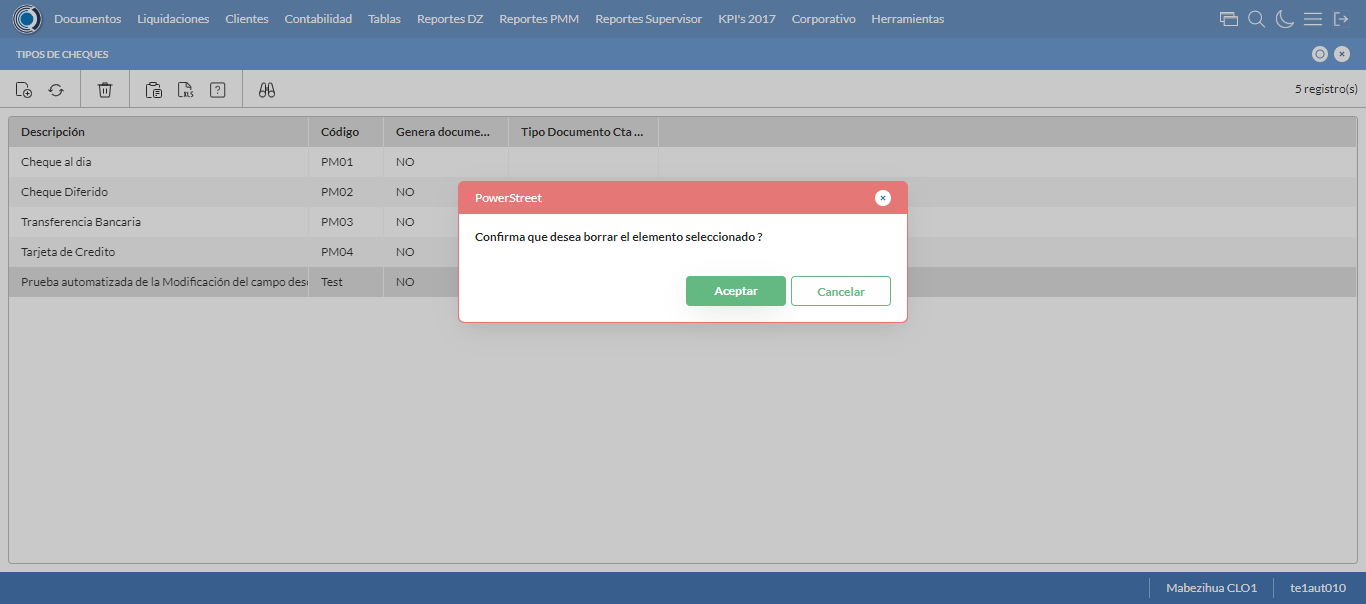 Documentos Liquidaciones Clientes Contabilidad Tablas Reportes DZ Reportes PMM Reportes Supervisor KPI's 2017 Corporativo Herramientas
TIPOS DE CHEQUES
XLS ? 5 registro(s)
Descripción Código Genera docume... Tipo Documento Cta ...
Cheque al dia PM01 NO
Cheque Diferido PM02 NO
Transferencia Bancaria PM03 NO
Tarjeta de Credito PM04 NO
Prueba automatizada de la Modificación del campo desc Test NO
PowerStreet
Confirma que desea borrar el elemento seleccionado ?
Aceptar Cancelar
Mabezihua CLO1 te1aut010